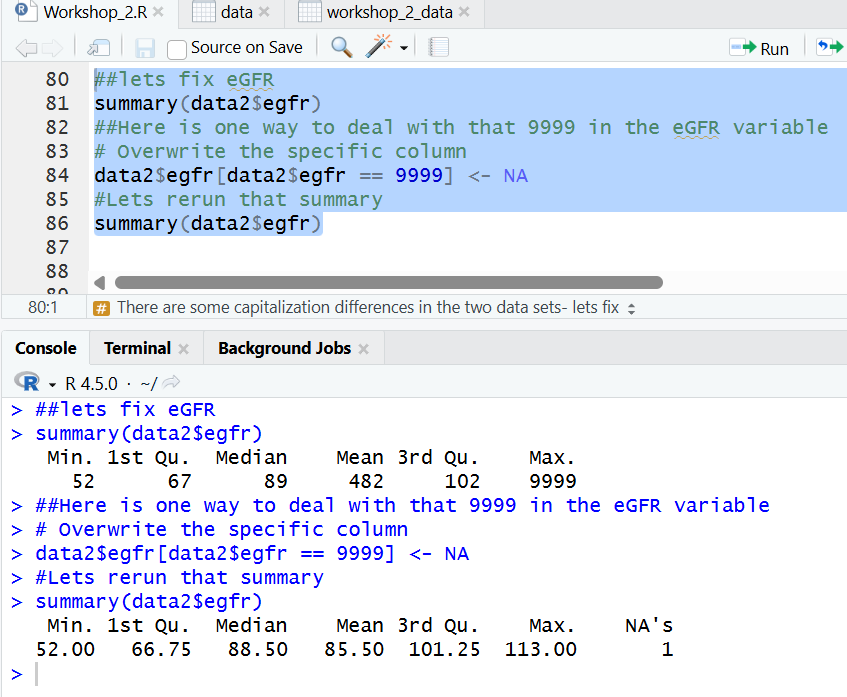 Workshop_2.R × data × workshop_2_data ×
Source on Save Run
80 ##lets fix eGFR
81 summary(data2$egfr)
82 ##Here is one way to deal with that 9999 in the eGFR variable
83 # Overwrite the specific column
84 data2$egfr[data2$egfr == 9999] <- NA
85 #Lets rerun that summary
86 summary(data2$egfr)
87
88
80:1 # There are some capitalization differences in the two data sets- lets fix
Console Terminal × Background Jobs ×
R R 4.5.0 · ~/
> ##lets fix eGFR
> summary(data2$egfr)
Min. 1st Qu. Median Mean 3rd Qu. Max.
52 67 89 482 102 9999
> ##Here is one way to deal with that 9999 in the eGFR variable
> # Overwrite the specific column
> data2$egfr[data2$egfr == 9999] <- NA
> #Lets rerun that summary
> summary(data2$egfr)
Min. 1st Qu. Median Mean 3rd Qu. Max. NA's
52.00 66.75 88.50 85.50 101.25 113.00 1
>